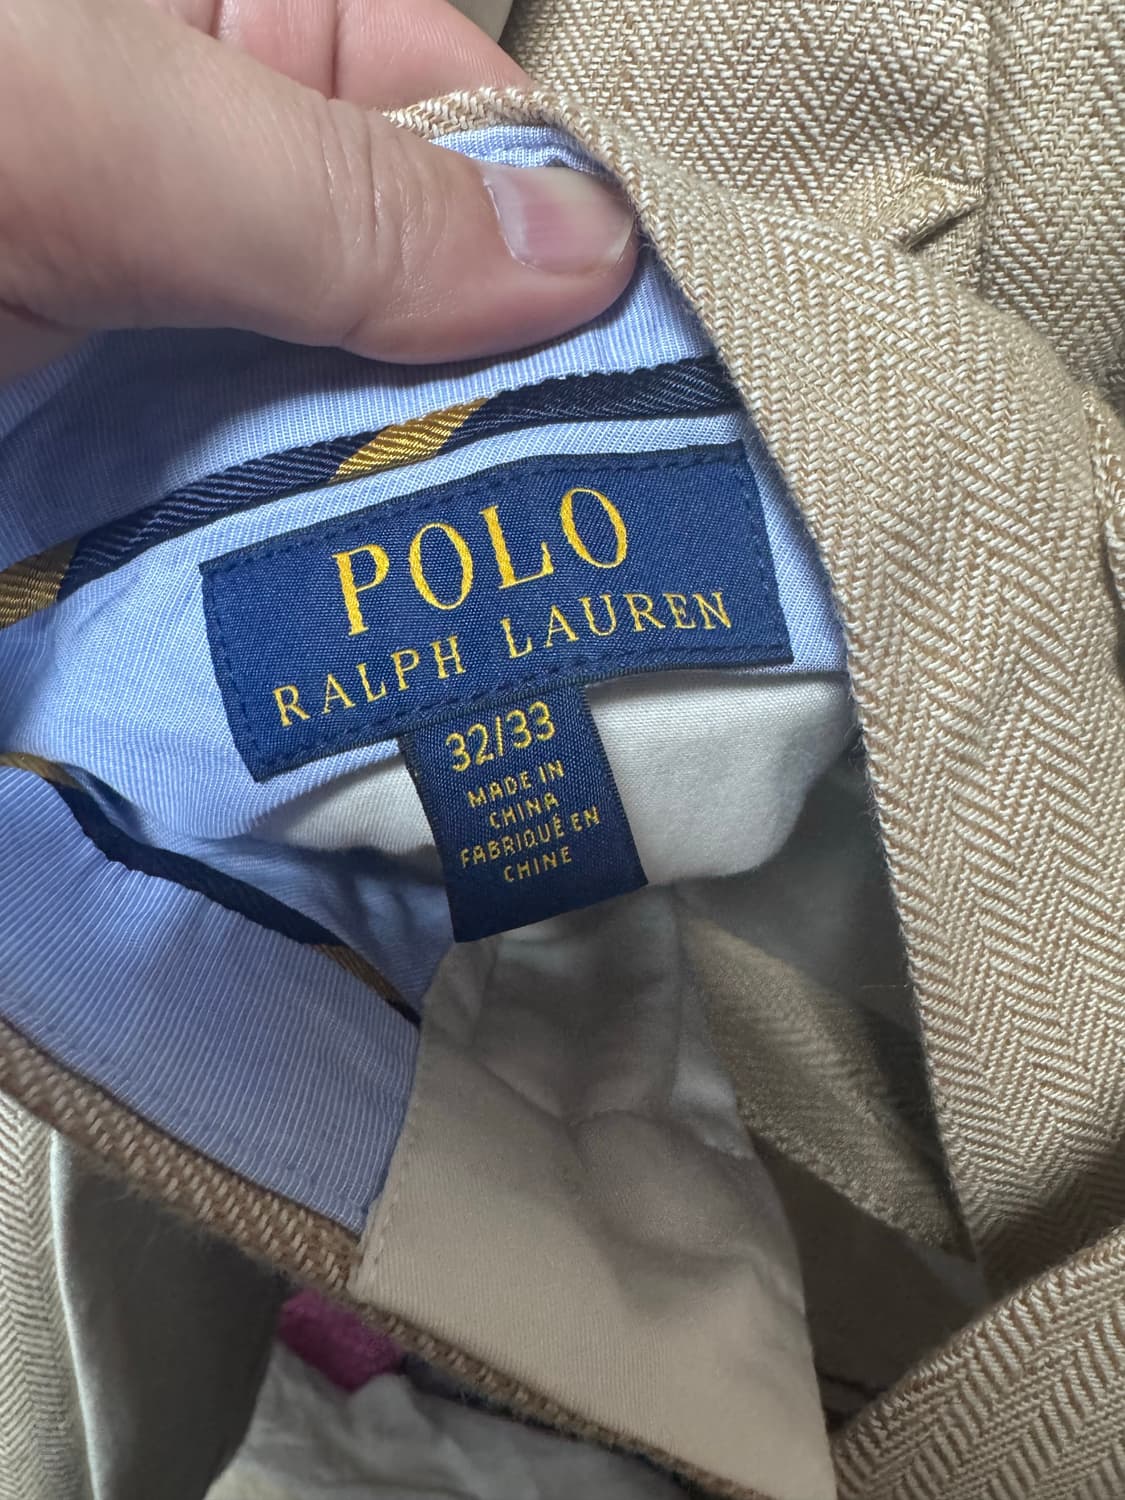 POLO
RALPH LAUREN
32/33
MADE IN
CHINA
FABRIQUÉ EN
CHINE